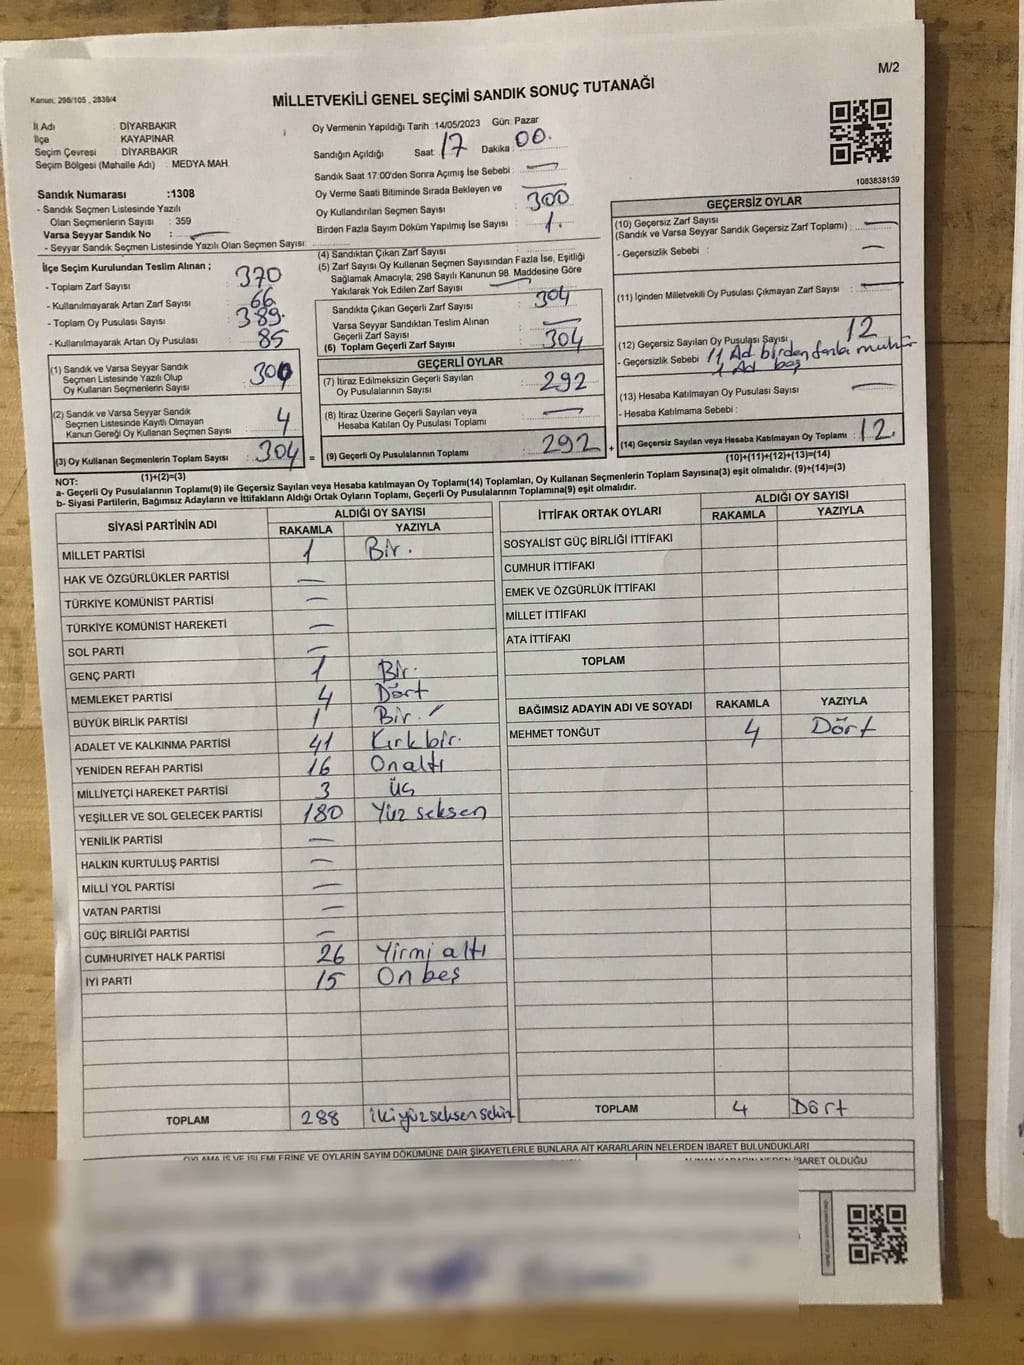 M/2
Kanun: 298/105 , 2839/4
MİLLETVEKİLİ GENEL SEÇİMİ SANDIK SONUÇ TUTANAĞI
İl Adı : DİYARBAKIR
İlçe : KAYAPINAR
Seçim Çevresi : DİYARBAKIR
Seçim Bölgesi (Mahalle Adı) : MEDYA MAH.
Sandık Numarası :1308
- Sandık Seçmen Listesinde Yazılı
Olan Seçmenlerin Sayısı : 359
Varsa Seyyar Sandık No : —
- Seyyar Sandık Seçmen Listesinde Yazılı Olan Seçmen Sayısı:
Oy Vermenin Yapıldığı Tarih :14/05/2023 Gün: Pazar
Sandığın Açıldığı Saat : 17 Dakika : 00.
Sandık Saat 17:00'den Sonra Açımış İse Sebebi : —
Oy Verme Saati Bitiminde Sırada Bekleyen ve —
Oy Kullandırılan Seçmen Sayısı : 300
Birden Fazla Sayım Döküm Yapılmış İse Sayısı : 1.
1083838139
İlçe Seçim Kurulundan Teslim Alınan ;
- Toplam Zarf Sayısı : 370
- Kullanılmayarak Artan Zarf Sayısı : 66
- Toplam Oy Pusulası Sayısı : 389.
- Kullanılmayarak Artan Oy Pusulası : 85
(1) Sandık ve Varsa Seyyar Sandık
Seçmen Listesinde Yazılı Olup
Oy Kullanan Seçmenlerin Sayısı : 300
(2) Sandık ve Varsa Seyyar Sandık
Seçmen Listesinde Kayıtlı Olmayan
Kanun Gereği Oy Kullanan Seçmen Sayısı : 4
(3) Oy Kullanan Seçmenlerin Toplam Sayısı : 304
(1)+(2)=(3)
(4) Sandıktan Çıkan Zarf Sayısı :
(5) Zarf Sayısı Oy Kullanan Seçmen Sayısından Fazla İse, Eşitliği
Sağlamak Amacıyla; 298 Sayılı Kanunun 98. Maddesine Göre
Yakılarak Yok Edilen Zarf Sayısı : —
Sandıkta Çıkan Geçerli Zarf Sayısı : 304
Varsa Seyyar Sandıktan Teslim Alınan
Geçerli Zarf Sayısı : —
(6) Toplam Geçerli Zarf Sayısı : 304
=
GEÇERLİ OYLAR
(7) İtiraz Edilmeksizin Geçerli Sayılan
Oy Pusulalarının Sayısı : 292
(8) İtiraz Üzerine Geçerli Sayılan veya
Hesaba Katılan Oy Pusulası Toplamı : —
(9) Geçerli Oy Pusulalarının Toplamı : 292
+
GEÇERSİZ OYLAR
(10) Geçersiz Zarf Sayısı
(Sandık ve Varsa Seyyar Sandık Geçersiz Zarf Toplamı) : —
- Geçersizlik Sebebi : —
(11) İçinden Milletvekili Oy Pusulası Çıkmayan Zarf Sayısı : —
(12) Geçersiz Sayılan Oy Pusulası Sayısı : 12
- Geçersizlik Sebebi : 11 Ad birden fazla mühür
1 Ad boş
(13) Hesaba Katılmayan Oy Pusulası Sayısı : —
- Hesaba Katılmama Sebebi :
(14) Geçersiz Sayılan veya Hesaba Katılmayan Oy Toplamı : 12.
(10)+(11)+(12)+(13)=(14)
NOT:
a- Geçerli Oy Pusulalarının Toplamı(9) ile Geçersiz Sayılan veya Hesaba katılmayan Oy Toplamı(14) Toplamları, Oy Kullanan Seçmenlerin Toplam Sayısına(3) eşit olmalıdır. (9)+(14)=(3)
b- Siyasi Partilerin, Bağımsız Adayların ve İttifakların Aldığı Ortak Oyların Toplamı, Geçerli Oy Pusulalarının Toplamına(9) eşit olmalıdır.
SİYASİ PARTİNİN ADI ALDIĞI OY SAYISI
RAKAMLA YAZIYLA
MİLLET PARTİSİ 1 Bir.
HAK VE ÖZGÜRLÜKLER PARTİSİ —
TÜRKİYE KOMÜNİST PARTİSİ —
TÜRKİYE KOMÜNİST HAREKETİ —
SOL PARTİ —
GENÇ PARTİ 1 Bir.
MEMLEKET PARTİSİ 4 Dört
BÜYÜK BİRLİK PARTİSİ 1 Bir.
ADALET VE KALKINMA PARTİSİ 41 Kırkbir.
YENİDEN REFAH PARTİSİ 16 Onaltı
MİLLİYETÇİ HAREKET PARTİSİ 3 Üç
YEŞİLLER VE SOL GELECEK PARTİSİ 180 Yüz seksen
YENİLİK PARTİSİ —
HALKIN KURTULUŞ PARTİSİ —
MİLLİ YOL PARTİSİ —
VATAN PARTİSİ —
GÜÇ BİRLİĞİ PARTİSİ —
CUMHURİYET HALK PARTİSİ 26 Yirmi altı
İYİ PARTİ 15 On beş
TOPLAM 288 İkiyüzseksensekiz
İTTİFAK ORTAK OYLARI ALDIĞI OY SAYISI
RAKAMLA YAZIYLA
SOSYALİST GÜÇ BİRLİĞİ İTTİFAKI
CUMHUR İTTİFAKI
EMEK VE ÖZGÜRLÜK İTTİFAKI
MİLLET İTTİFAKI
ATA İTTİFAKI
TOPLAM
BAĞIMSIZ ADAYIN ADI VE SOYADI RAKAMLA YAZIYLA
MEHMET TONĞUT 4 Dört
TOPLAM 4 Dört
OYLAMA İŞ VE İŞLEMLERİNE VE OYLARIN SAYIM DÖKÜMÜNE DAİR ŞİKAYETLERLE BUNLARA AİT KARARLARIN NELERDEN İBARET BULUNDUKLARI
İBARET OLDUĞU